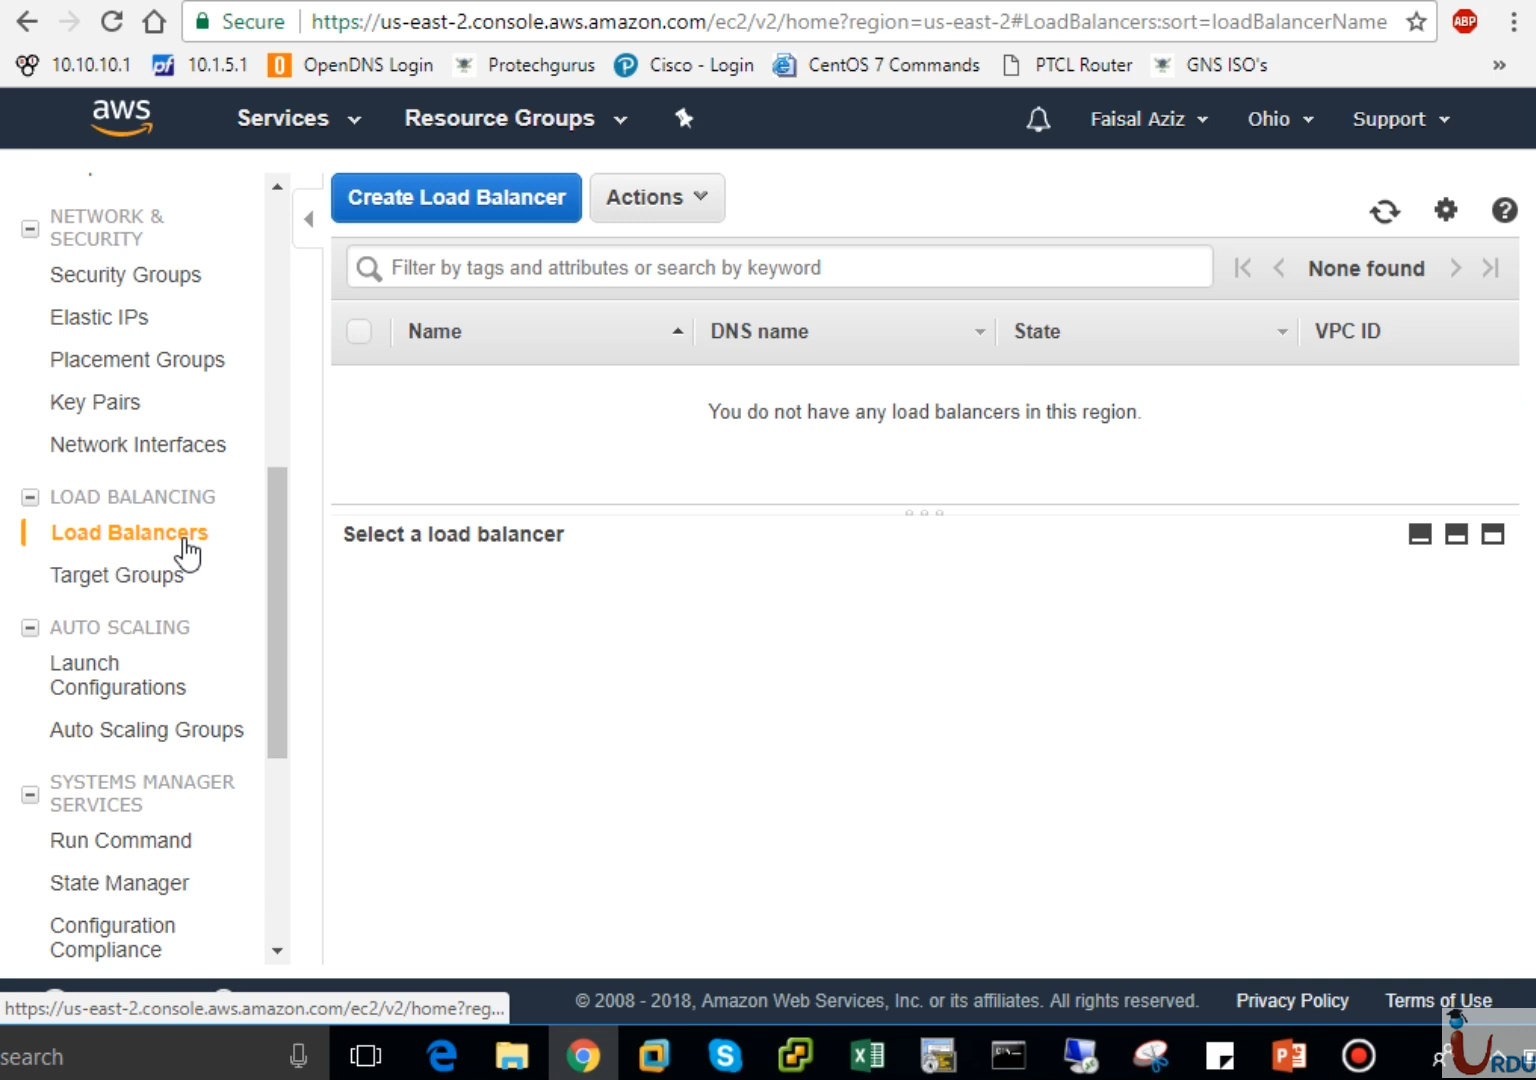 Secure https://us-east-2.console.aws.amazon.com/ec2/v2/home?region=us-east-2#LoadBalancers:sort=loadBalancerName ABP
10.10.10.1 pf 10.1.5.1 OpenDNS Login Protechgurus Cisco - Login CentOS 7 Commands PTCL Router GNS ISO's »
aws Services Resource Groups Faisal Aziz Ohio Support
NETWORK &
SECURITY
Security Groups
Elastic IPs
Placement Groups
Key Pairs
Network Interfaces
LOAD BALANCING
Load Balancers
Target Groups
AUTO SCALING
Launch
Configurations
Auto Scaling Groups
SYSTEMS MANAGER
SERVICES
Run Command
State Manager
Configuration
Compliance
Create Load Balancer Actions
Filter by tags and attributes or search by keyword None found
Name DNS name State VPC ID
You do not have any load balancers in this region.
Select a load balancer
https://us-east-2.console.aws.amazon.com/ec2/v2/home?reg...
© 2008 - 2018, Amazon Web Services, Inc. or its affiliates. All rights reserved. Privacy Policy Terms of Use
search
URDU